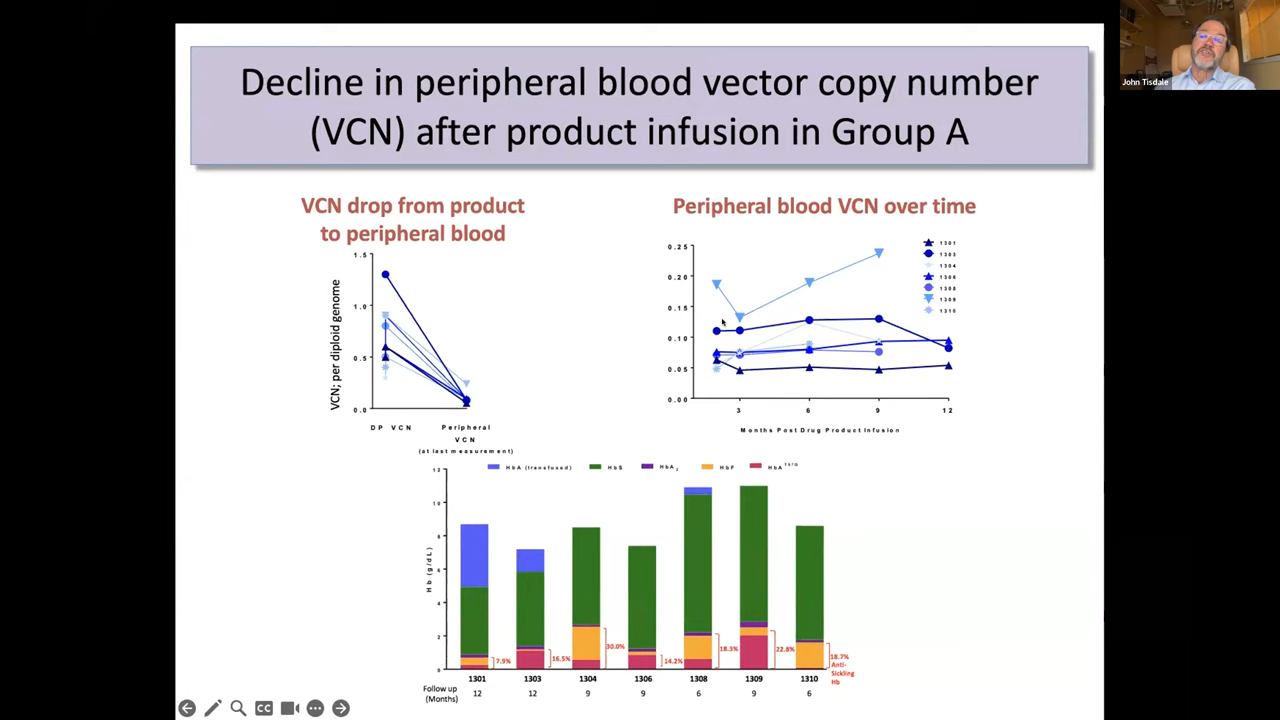 John Tisdale
Decline in peripheral blood vector copy number
(VCN) after product infusion in Group A
VCN drop from product
to peripheral blood
1.5
1.0
0.5
0.0
VCN; per diploid genome
DP VCN
Peripheral
VCN
(at last measurement)
Peripheral blood VCN over time
0.25
0.20
0.15
0.10
0.05
0.00
3
6
9
12
Months Post Drug Product Infusion
1301
1303
1304
1306
1308
1309
1310
HbA (transfused)
HbS
HbA2
HbF
HbA T87Q
12
10
8
6
4
2
0
Hb (g/dL)
7.9%
16.5%
30.0%
14.2%
18.3%
22.8%
18.7%
Anti-
Sickling
Hb
1301 1303 1304 1306 1308 1309 1310
Follow up
(Months)
12 12 9 9 6 9 6
CC